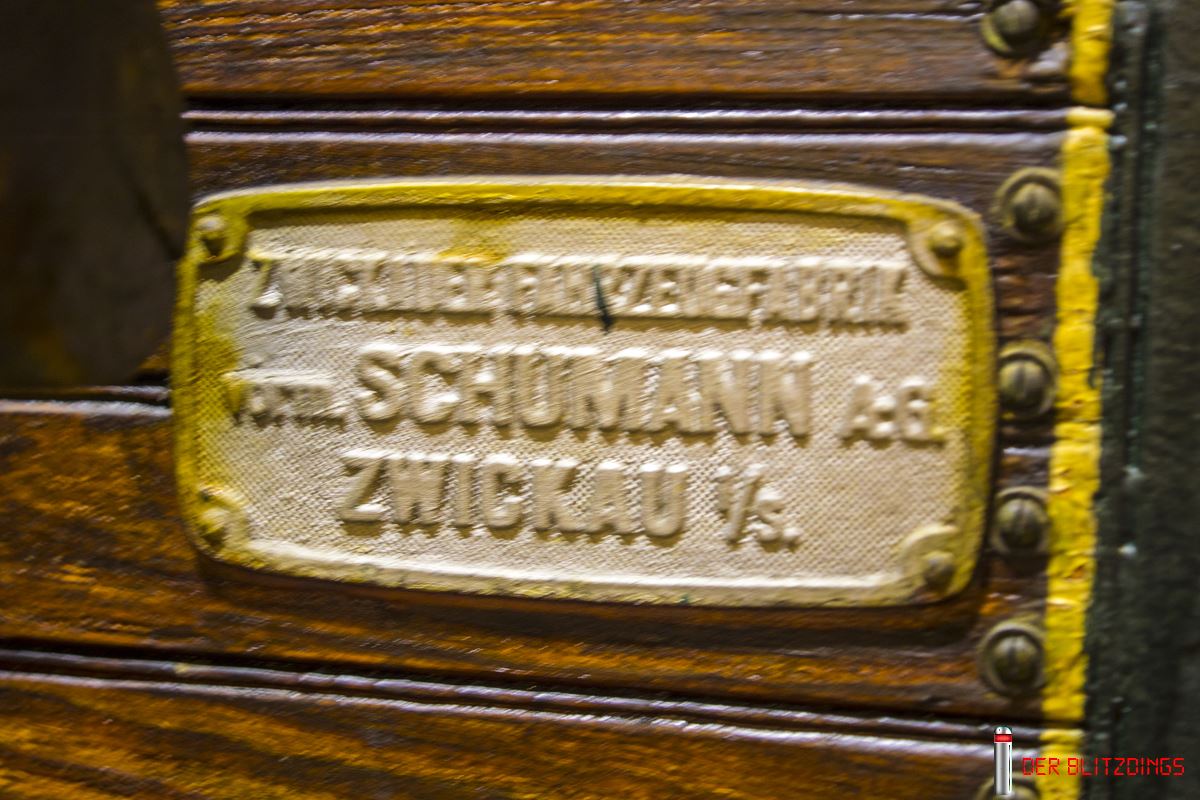 ZWICKAUER FAHRZEUGFABRIK
VORM. SCHUMANN A.G.
ZWICKAU i/S.
DER BLITZDINGS